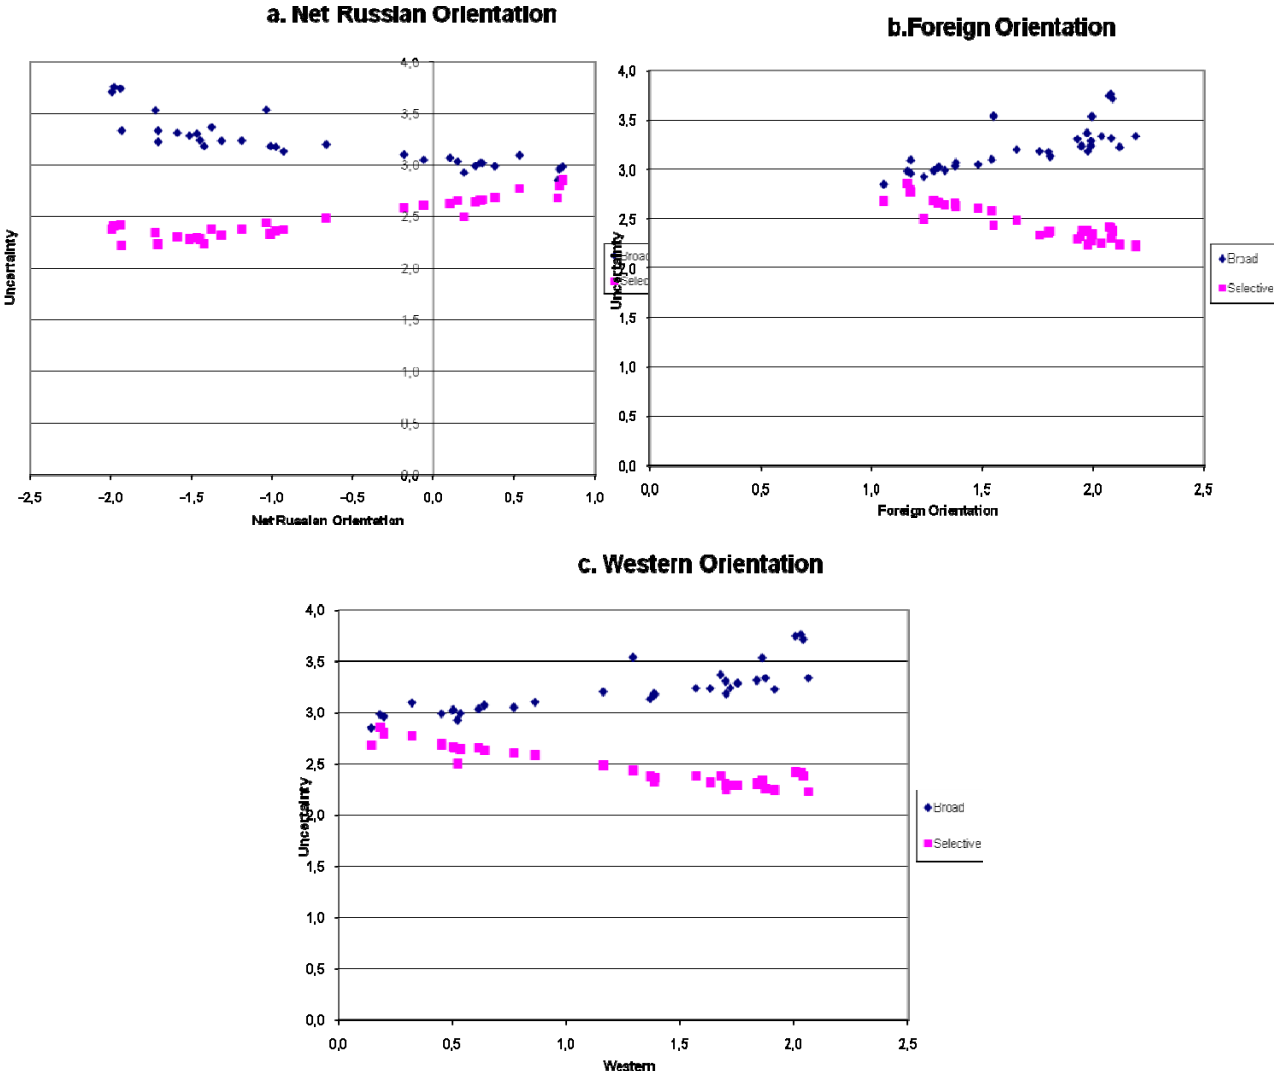 a. Net Russian Orientation
4,0
3,5
3,0
2,5
2,0
1,5
1,0
0,5
0,0
Uncertainty
-2,5 -2,0 -1,5 -1,0 -0,5 0,0 0,5 1,0
Net Russian Orientation
Broad
Selec
b.Foreign Orientation
4,0
3,5
3,0
2,5
2,0
1,5
1,0
0,5
0,0
Uncertainty
0,0 0,5 1,0 1,5 2,0 2,5
Foreign Orientation
Broad
Selective
c. Western Orientation
4,0
3,5
3,0
2,5
2,0
1,5
1,0
0,5
0,0
Uncertainty
0,0 0,5 1,0 1,5 2,0 2,5
Western
Broad
Selective